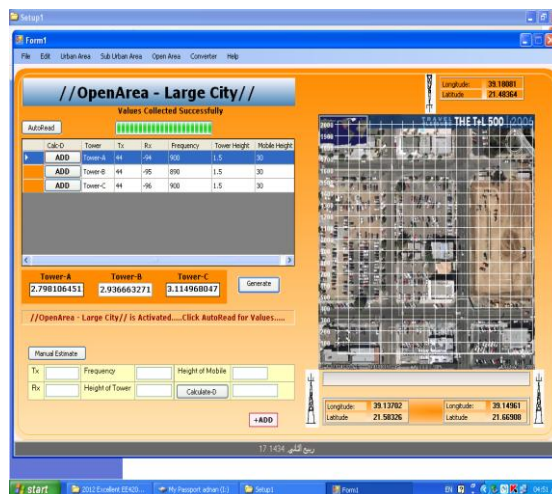 Setup1
Form1
File Edit Urban Area Sub Urban Area Open Area Converter Help
//OpenArea - Large City//
Values Collected Successfully
AutoRead
Calc-D Tower Tx Rx Frequency Tower Height Mobile Height
ADD Tower-A 44 -94 900 1.5 30
ADD Tower-B 44 -95 890 1.5 30
ADD Tower-C 44 -96 900 1.5 30
Tower-A Tower-B Tower-C
2.798106451 2.936663271 3.114968047
Generate
//OpenArea - Large City// is Activated.....Click AutoRead for Values.....
Manual Estimate
Tx Frequency Height of Mobile
Rx Height of Tower Calculate-D
+ADD
Longitude: 39.18081
Latitude 21.48364
TRAVEL THE T&L 500 2006
Longitude: 39.13702
Latitude 21.58326
Longitude: 39.14961
Latitude 21.66908
17 ربيع الثاني 1434
start 2012 Excellent EE420... My Passport adnan (I:) Setup1 Form1 EN 04:51